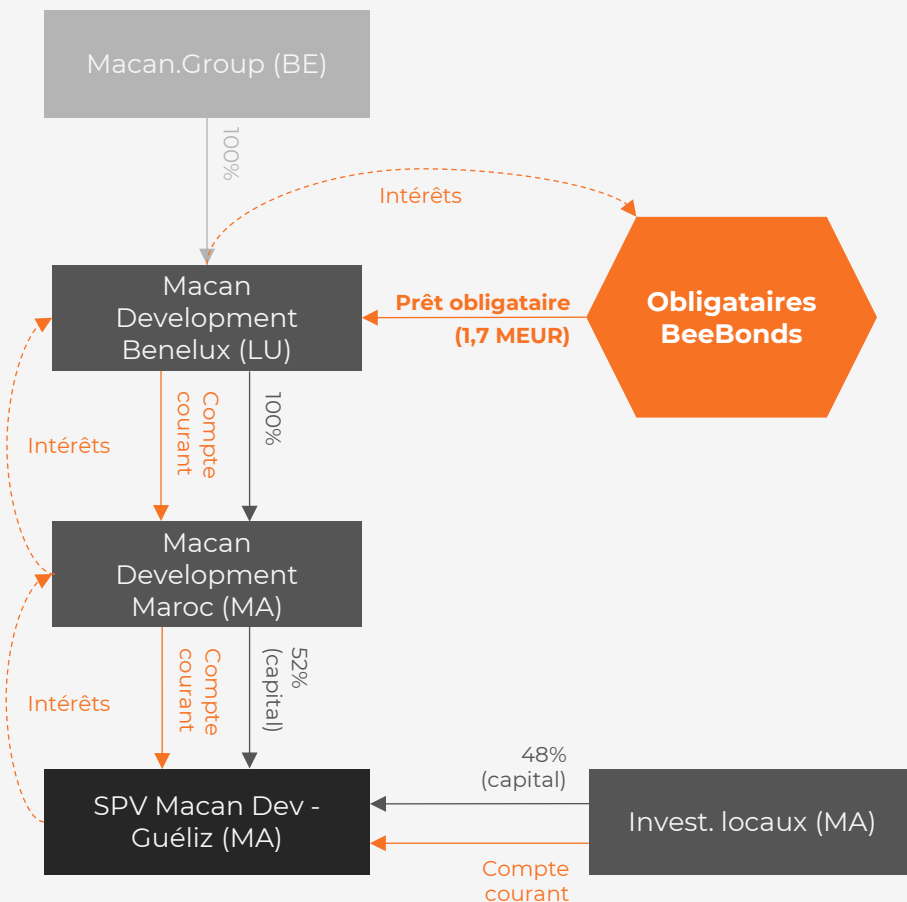 Macan.Group (BE)
100%
Intérêts
Macan
Development
Benelux (LU)
Prêt obligataire
(1,7 MEUR)
Obligataires
BeeBonds
Intérêts
Compte
courant
100%
Macan
Development
Maroc (MA)
Intérêts
Compte
courant
52%
(capital)
48%
(capital)
SPV Macan Dev -
Guéliz (MA)
Invest. locaux (MA)
Compte
courant